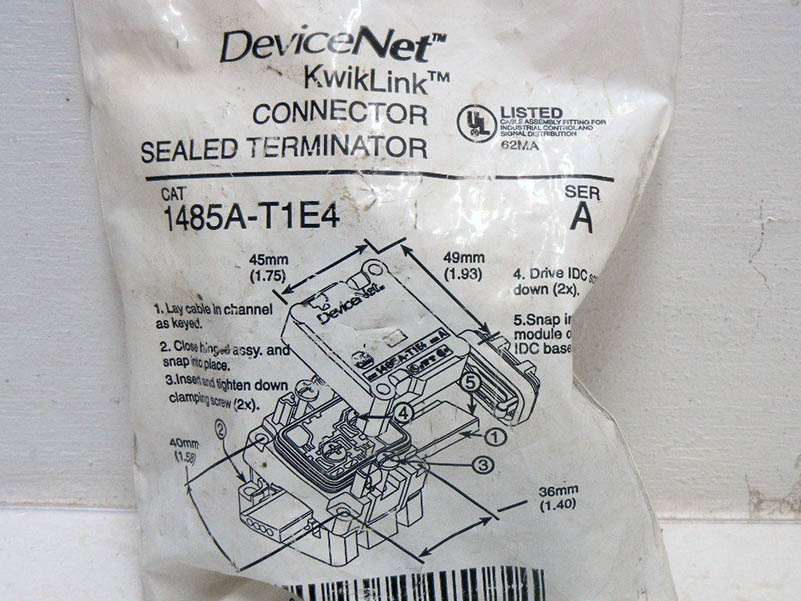 DeviceNet™
KwikLink™
CONNECTOR
SEALED TERMINATOR
UL
LISTED
CABLE ASSEMBLY FITTING FOR
INDUSTRIAL CONTROL AND
SIGNAL DISTRIBUTION
62MA
CAT
1485A-T1E4
SER
A
45mm
(1.75)
49mm
(1.93)
1. Lay cable in channel
as keyed.
2. Close hinged assy. and
snap into place.
3. Insert and tighten down
clamping screw (2x).
4. Drive IDC
down (2x).
5. Snap
module
IDC base
DeviceNet
1485A-T1E4
A
5
4
1
3
2
40mm
36mm
(1.40)